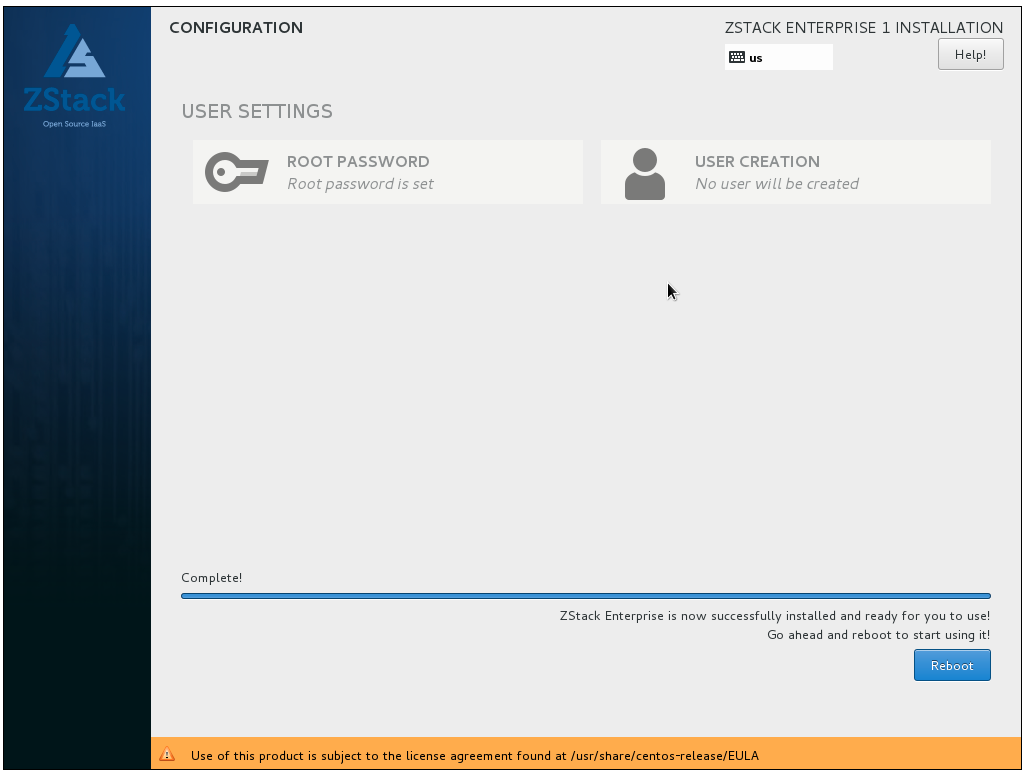 ZStack
Open Source IaaS
CONFIGURATION
ZSTACK ENTERPRISE 1 INSTALLATION
us
Help!
USER SETTINGS
ROOT PASSWORD
Root password is set
USER CREATION
No user will be created
Complete!
ZStack Enterprise is now successfully installed and ready for you to use!
Go ahead and reboot to start using it!
Reboot
Use of this product is subject to the license agreement found at /usr/share/centos-release/EULA